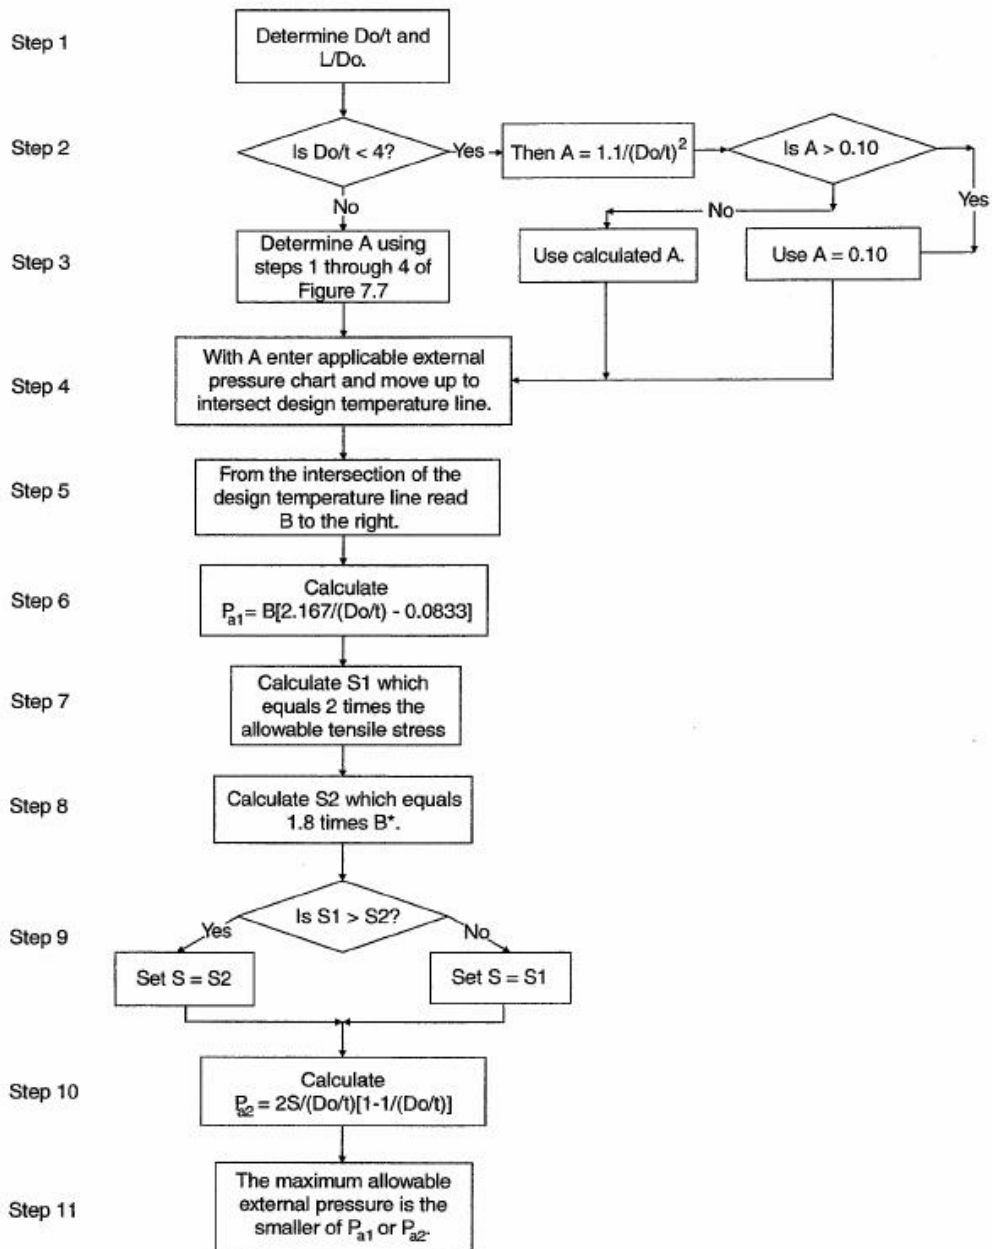 Step 1
Determine Do/t and
L/Do.
Step 2
Is Do/t < 4?
Yes
Then A = 1.1/(Do/t)²
Is A > 0.10
No
No
Yes
Step 3
Determine A using
steps 1 through 4 of
Figure 7.7
Use calculated A.
Use A = 0.10
Step 4
With A enter applicable external
pressure chart and move up to
intersect design temperature line.
Step 5
From the intersection of the
design temperature line read
B to the right.
Step 6
Calculate
Pa1 = B[2.167/(Do/t) - 0.0833]
Step 7
Calculate S1 which
equals 2 times the
allowable tensile stress
Step 8
Calculate S2 which equals
1.8 times B*.
Step 9
Is S1 > S2?
Yes
No
Set S = S2
Set S = S1
Step 10
Calculate
Pa2 = 2S/(Do/t)[1-1/(Do/t)]
Step 11
The maximum allowable
external pressure is the
smaller of Pa1 or Pa2.